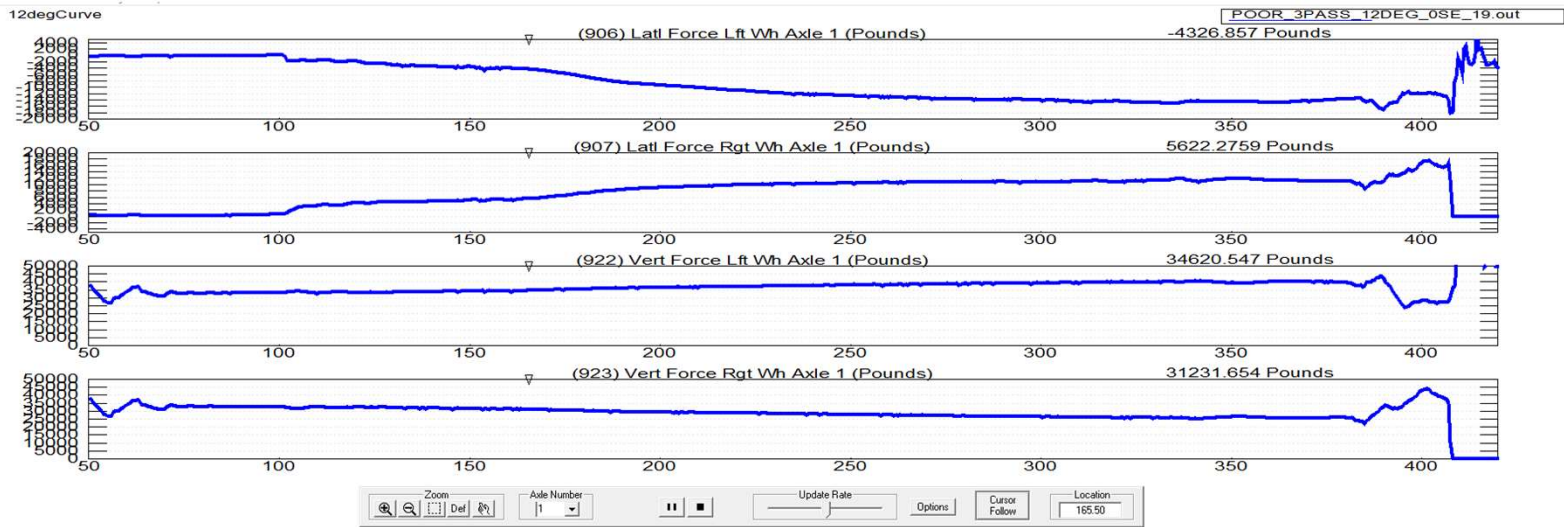 12degCurve
POOR_3PASS_12DEG_0SE_19.out
(906) Latl Force Lft Wh Axle 1 (Pounds)
-4326.857 Pounds
4000
-20000
50 100 150 200 250 300 350 400
(907) Latl Force Rgt Wh Axle 1 (Pounds)
5622.2759 Pounds
20000
-4000
50 100 150 200 250 300 350 400
(922) Vert Force Lft Wh Axle 1 (Pounds)
34620.547 Pounds
50000
45000
40000
35000
30000
25000
20000
15000
10000
5000
0
50 100 150 200 250 300 350 400
(923) Vert Force Rgt Wh Axle 1 (Pounds)
31231.654 Pounds
50000
45000
40000
35000
30000
25000
20000
15000
10000
5000
0
50 100 150 200 250 300 350 400
Zoom
Def
Axle Number
1
Update Rate
Options
Cursor
Follow
Location
165.50